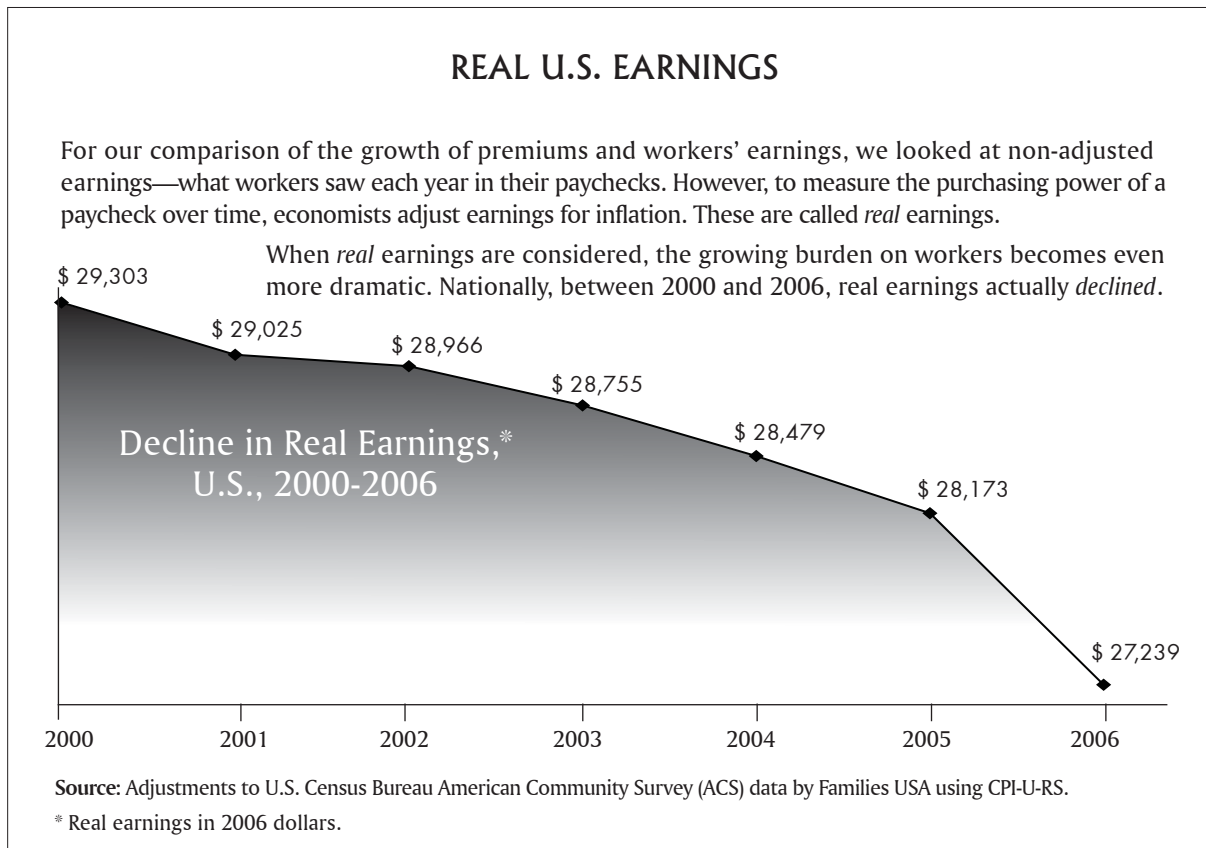 REAL U.S. EARNINGS
For our comparison of the growth of premiums and workers’ earnings, we looked at non-adjusted
earnings—what workers saw each year in their paychecks. However, to measure the purchasing power of a
paycheck over time, economists adjust earnings for inflation. These are called real earnings.
When real earnings are considered, the growing burden on workers becomes even
more dramatic. Nationally, between 2000 and 2006, real earnings actually declined.
$ 29,303
$ 29,025
$ 28,966
$ 28,755
$ 28,479
$ 28,173
$ 27,239
Decline in Real Earnings,*
U.S., 2000-2006
2000 2001 2002 2003 2004 2005 2006
Source: Adjustments to U.S. Census Bureau American Community Survey (ACS) data by Families USA using CPI-U-RS.
* Real earnings in 2006 dollars.